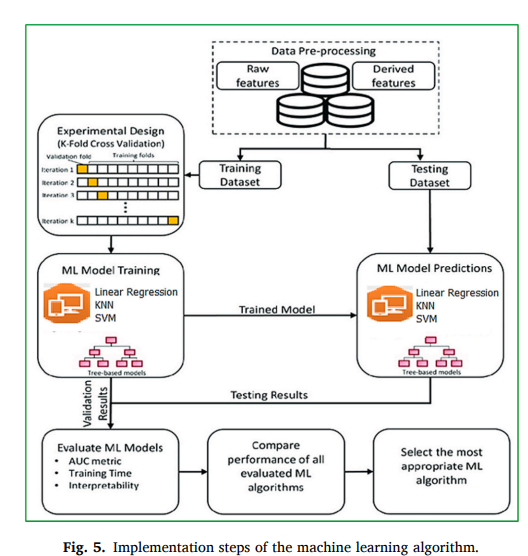 Data Pre-processing
Raw
features
Derived
features
Experimental Design
(K-Fold Cross Validation)
Validation fold
Training folds
Iteration 1
Iteration 2
Iteration 3
Iteration k
Training
Dataset
Testing
Dataset
ML Model Training
Linear Regression
KNN
SVM
Tree-based models
Trained Model
ML Model Predictions
Linear Regression
KNN
SVM
Tree-based models
Validation
Results
Testing Results
Evaluate ML Models
• AUC metric
• Training Time
• Interpretability
Compare
performance of all
evaluated ML
algorithms
Select the most
appropriate ML
algorithm
Fig. 5. Implementation steps of the machine learning algorithm.